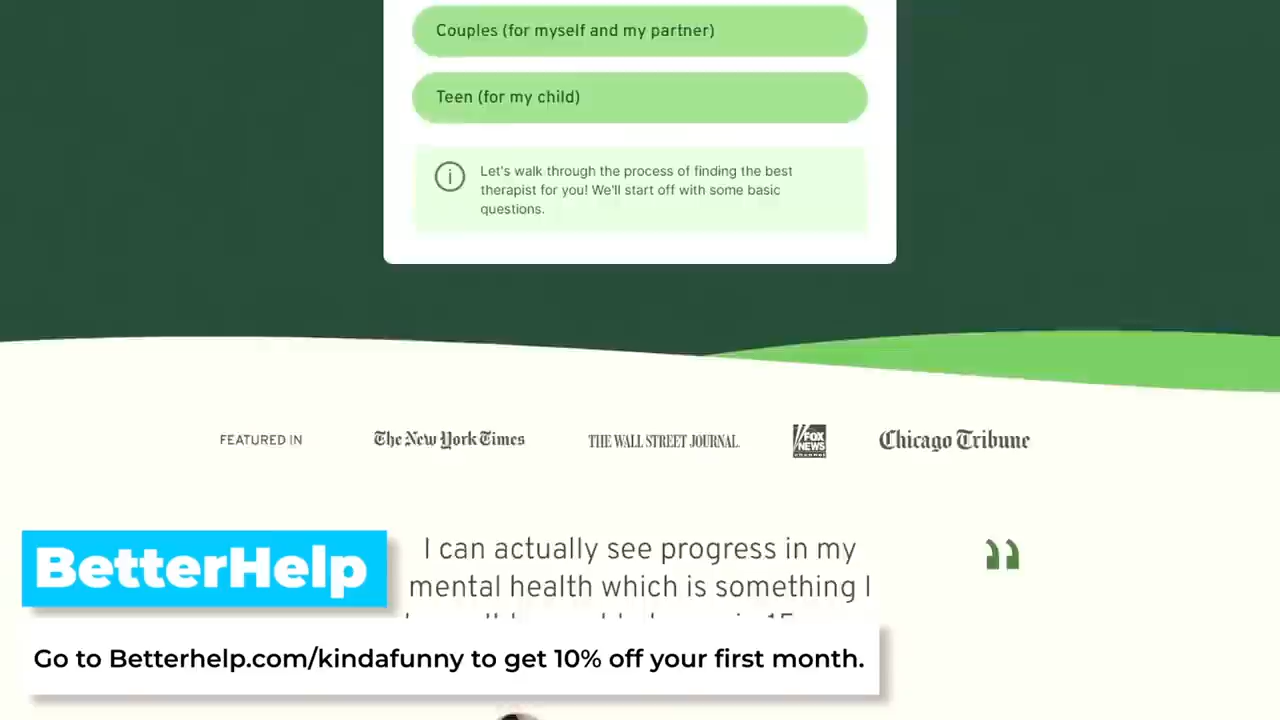 Couples (for myself and my partner)
Teen (for my child)
Let's walk through the process of finding the best
therapist for you! We'll start off with some basic
questions.
FEATURED IN
The New York Times
THE WALL STREET JOURNAL.
FOX
NEWS
channel
Chicago Tribune
I can actually see progress in my
mental health which is something I
"
BetterHelp
Go to Betterhelp.com/kindafunny to get 10% off your first month.